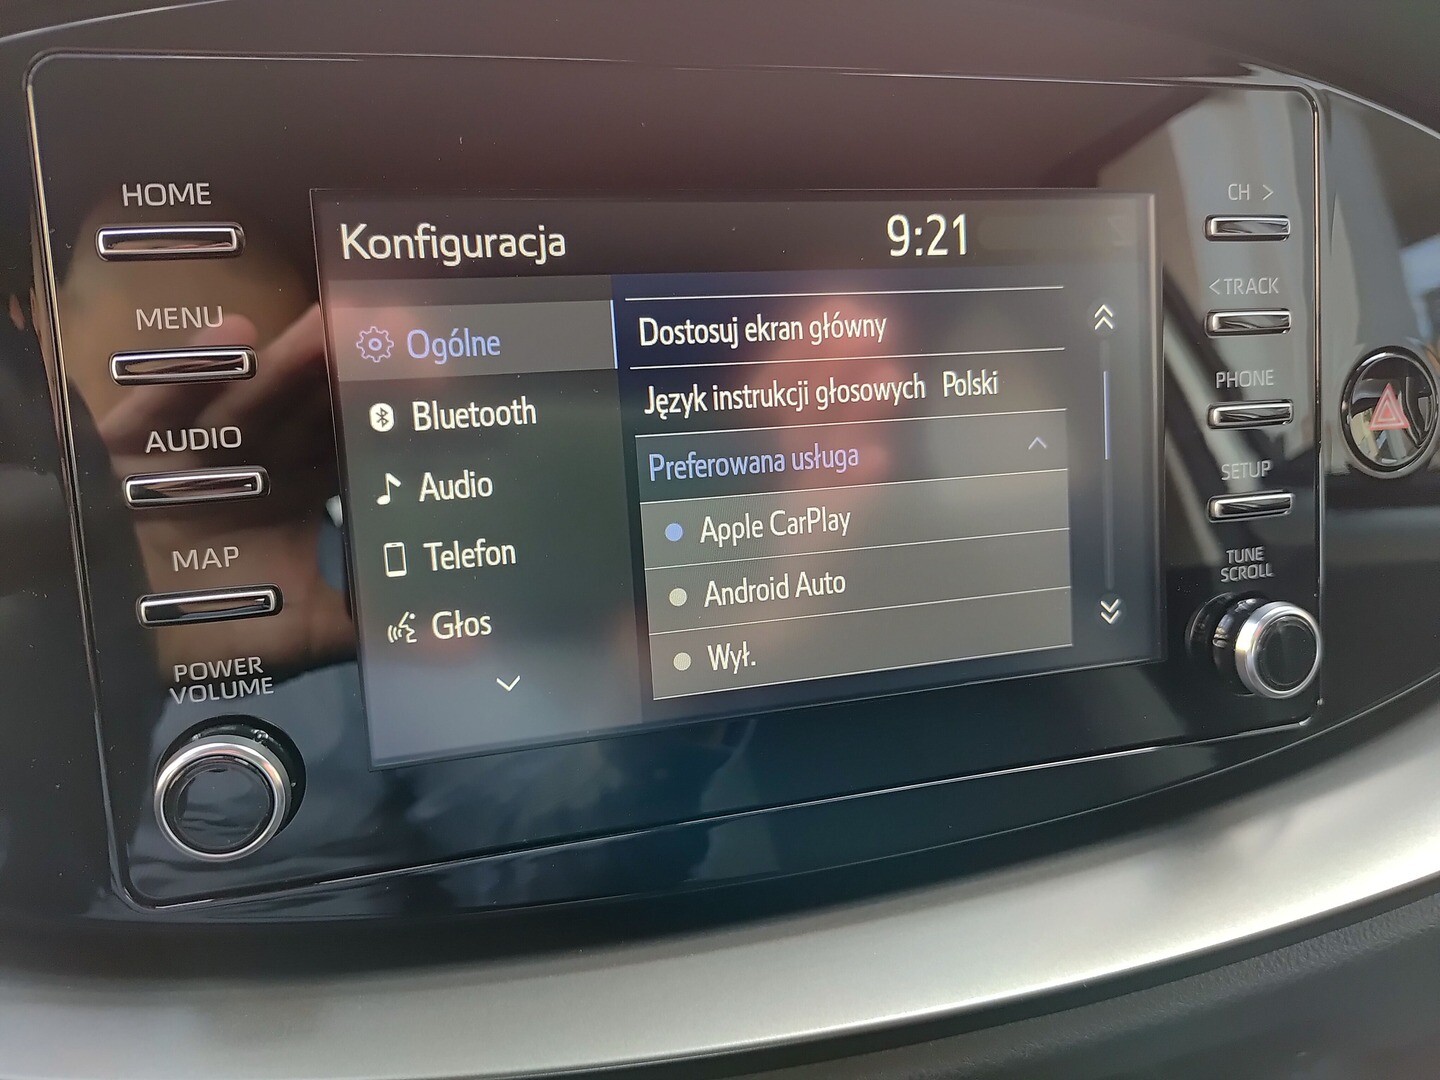 HOME
MENU
AUDIO
MAP
POWER
VOLUME
Konfiguracja
9:21
Ogólne
Bluetooth
Audio
Telefon
Głos
Dostosuj ekran główny
Język instrukcji głosowych Polski
Preferowana usługa
Apple CarPlay
Android Auto
Wył.
CH >
<TRACK
PHONE
SETUP
TUNE
SCROLL